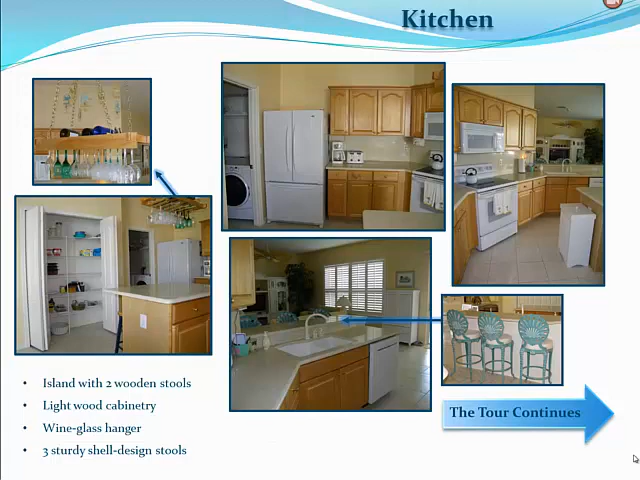 Kitchen
• Island with 2 wooden stools
• Light wood cabinetry
• Wine-glass hanger
• 3 sturdy shell-design stools
The Tour Continues